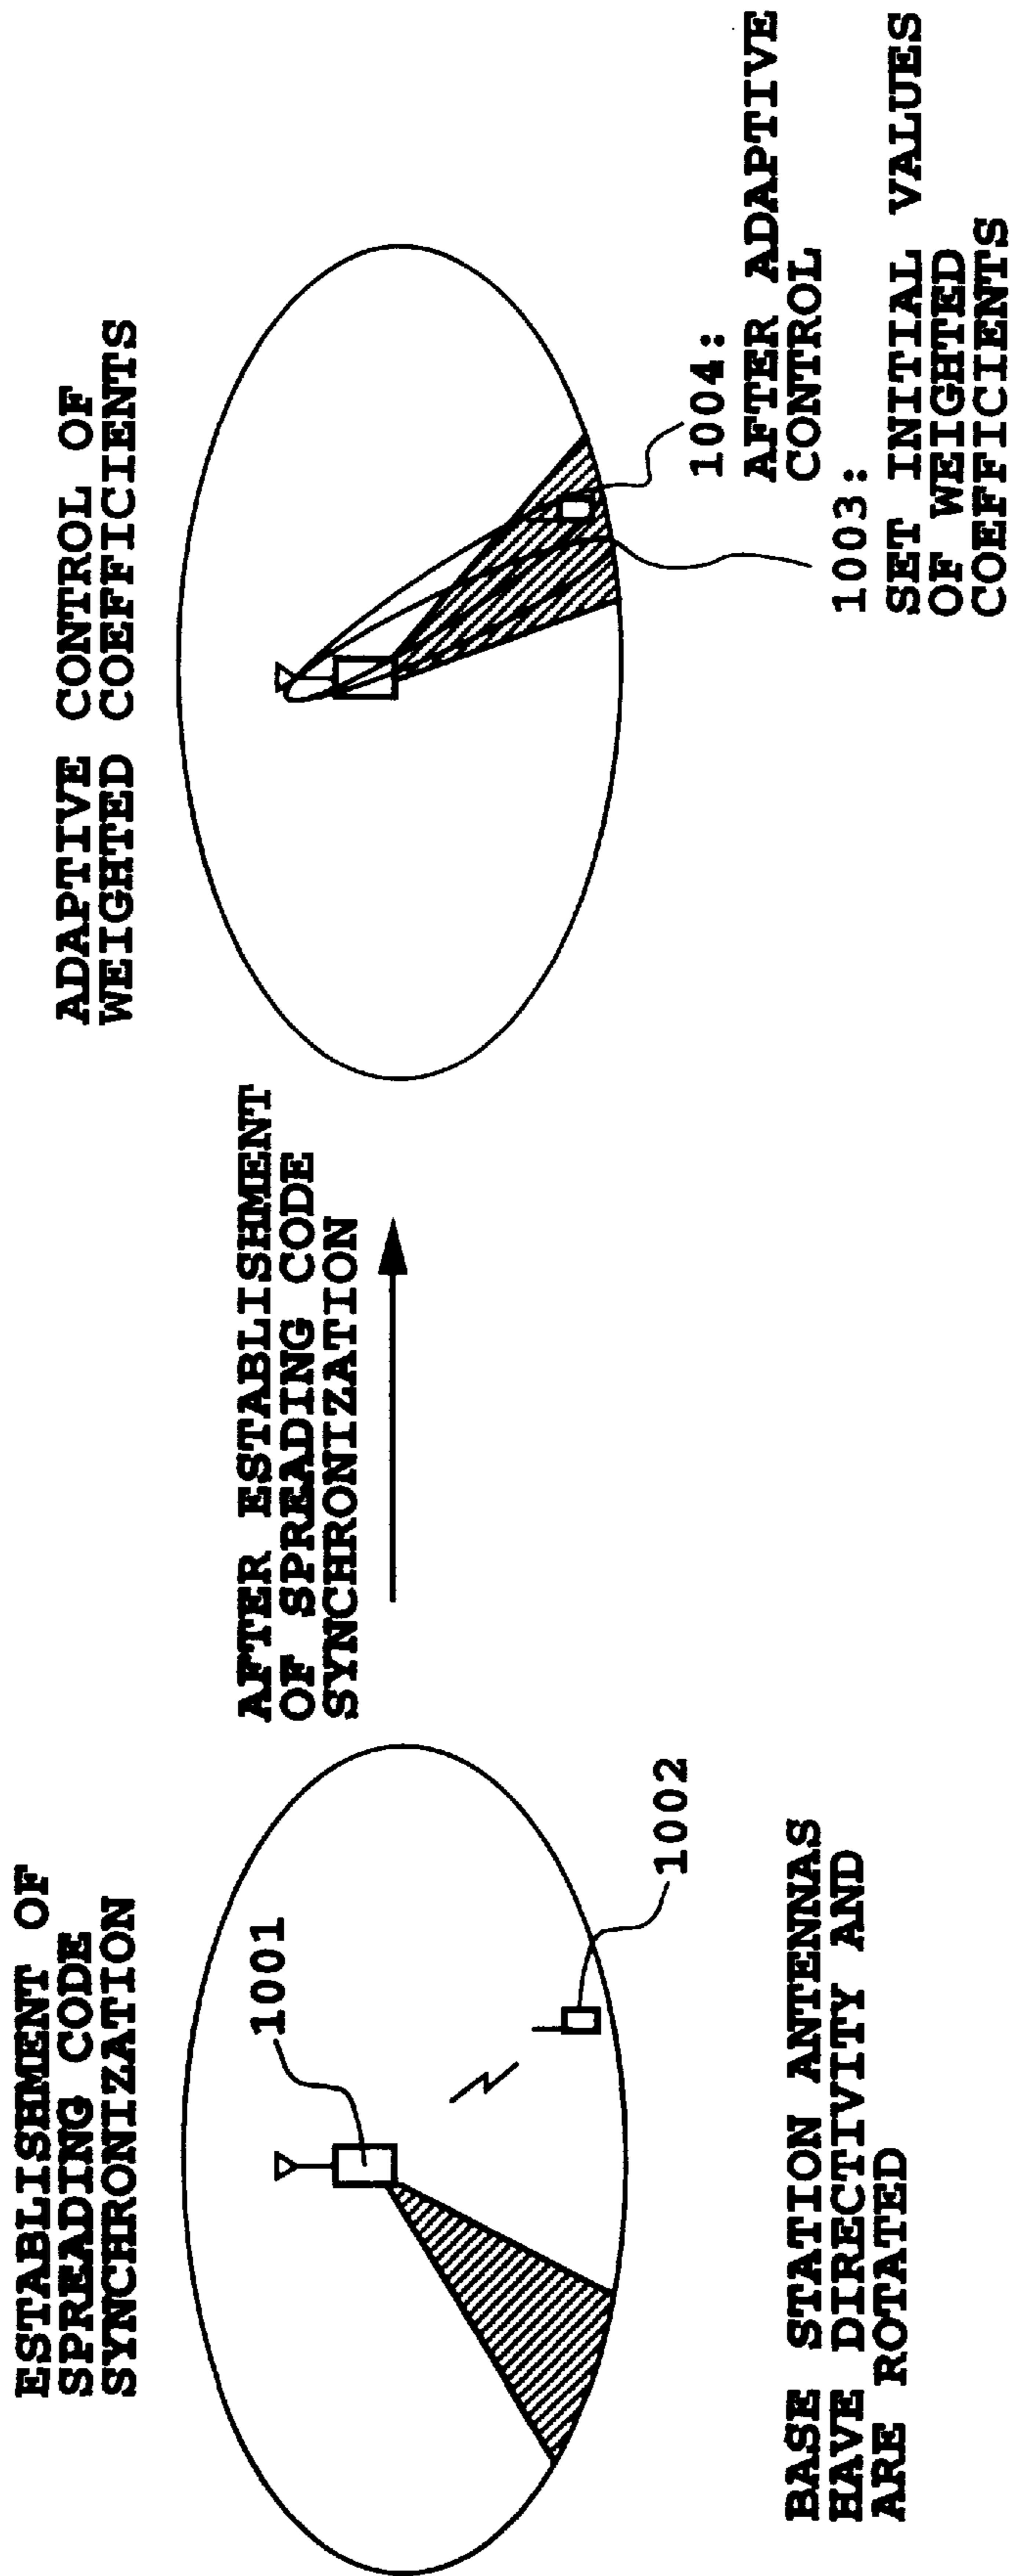 ESTABLISHMENT OF
SPREADING CODE
SYNCHRONIZATION
1001
1002
BASE STATION ANTENNAS
HAVE DIRECTIVITY AND
ARE ROTATED
AFTER ESTABLISHMENT
OF SPREADING CODE
SYNCHRONIZATION
ADAPTIVE CONTROL OF
WEIGHTED COEFFICIENTS
1004:
AFTER ADAPTIVE
CONTROL
1003:
SET INITIAL VALUES
OF WEIGHTED
COEFFICIENTS